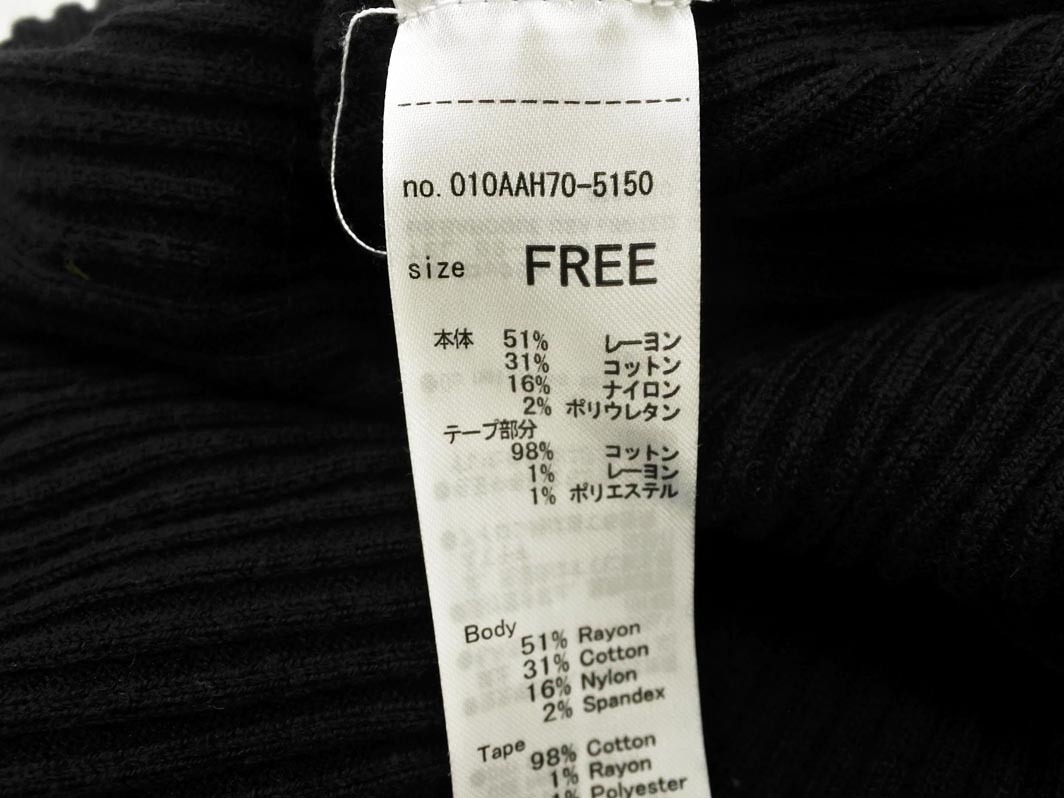 no. 010AAH70-5150
size FREE
本体 51% レーヨン
31% コットン
16% ナイロン
2% ポリウレタン
テープ部分
98% コットン
1% レーヨン
1% ポリエステル
Body 51% Rayon
31% Cotton
16% Nylon
2% Spandex
Tape 98% Cotton
1% Rayon
1% Polyester